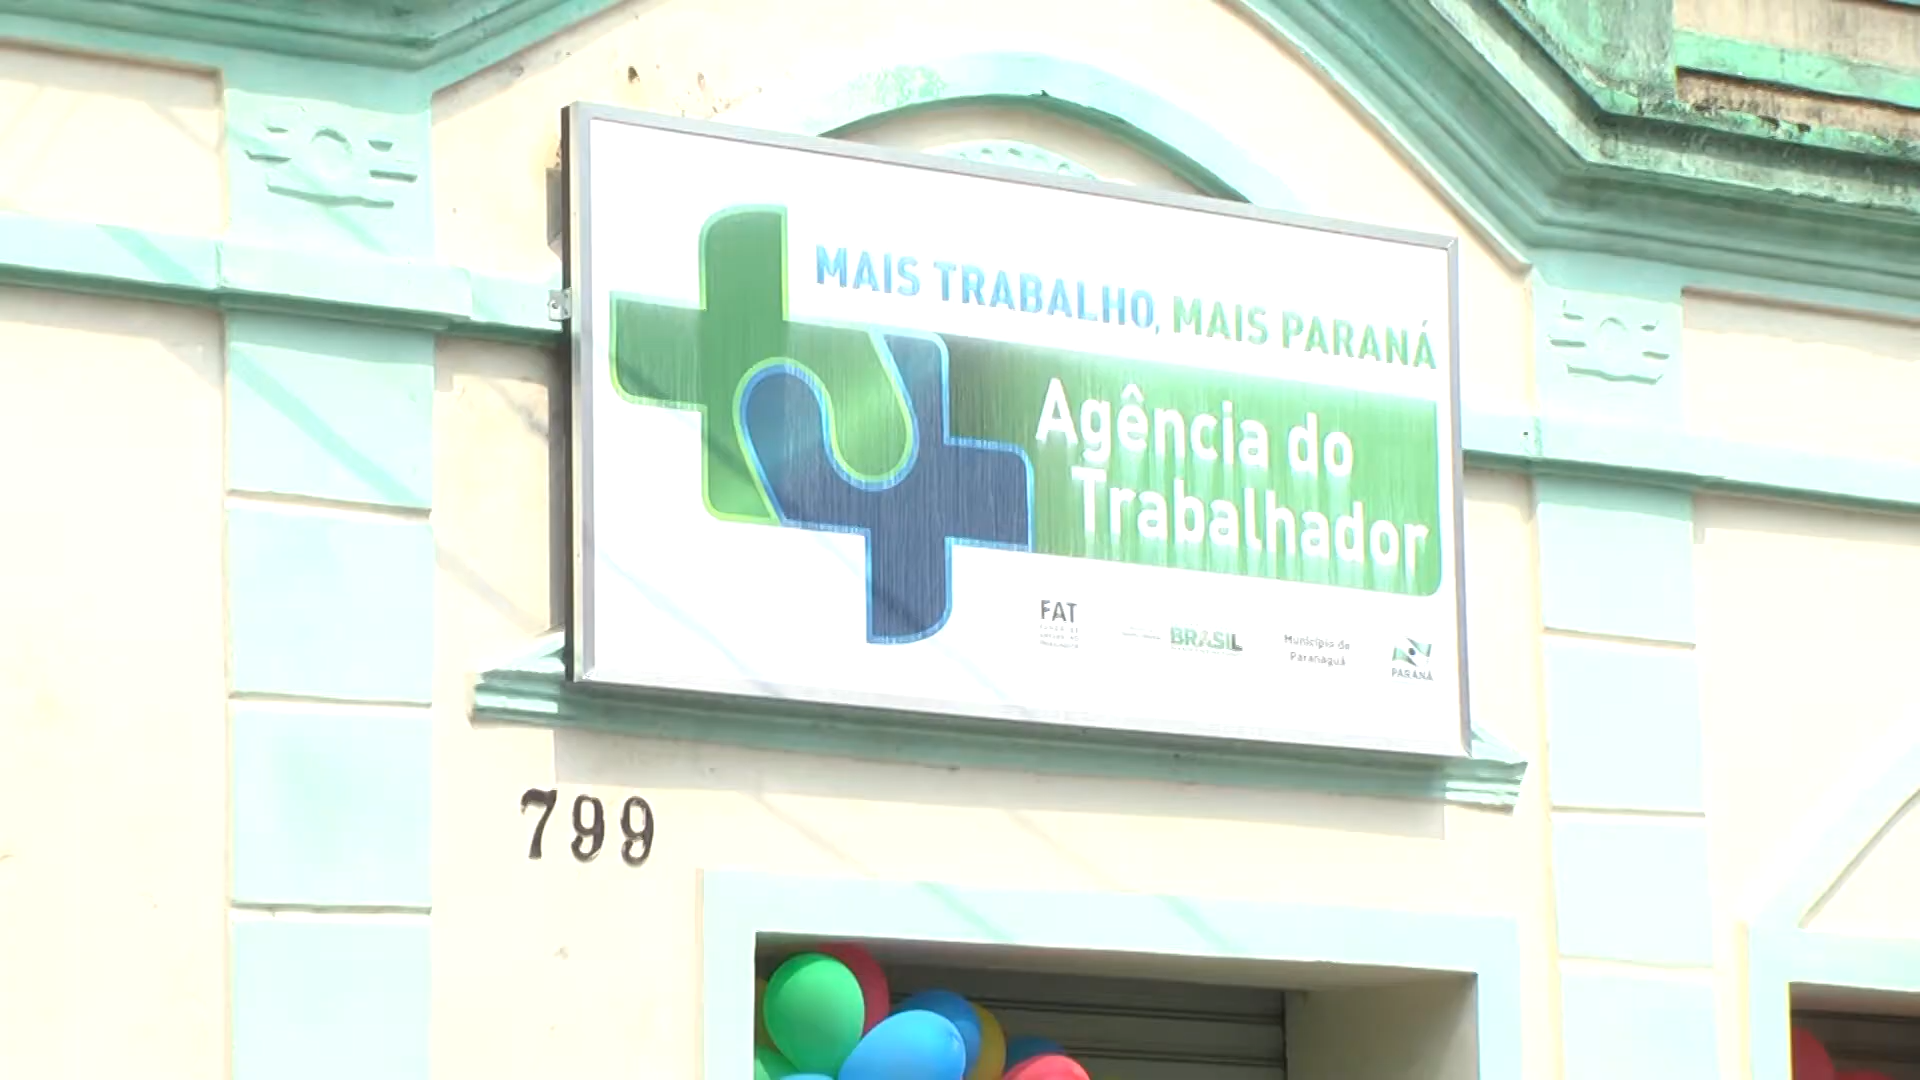 MAIS TRABALHO, MAIS PARANÁ
Agência do
Trabalhador
FAT
BRASIL
Município de
Paranaguá
PARANÁ
799